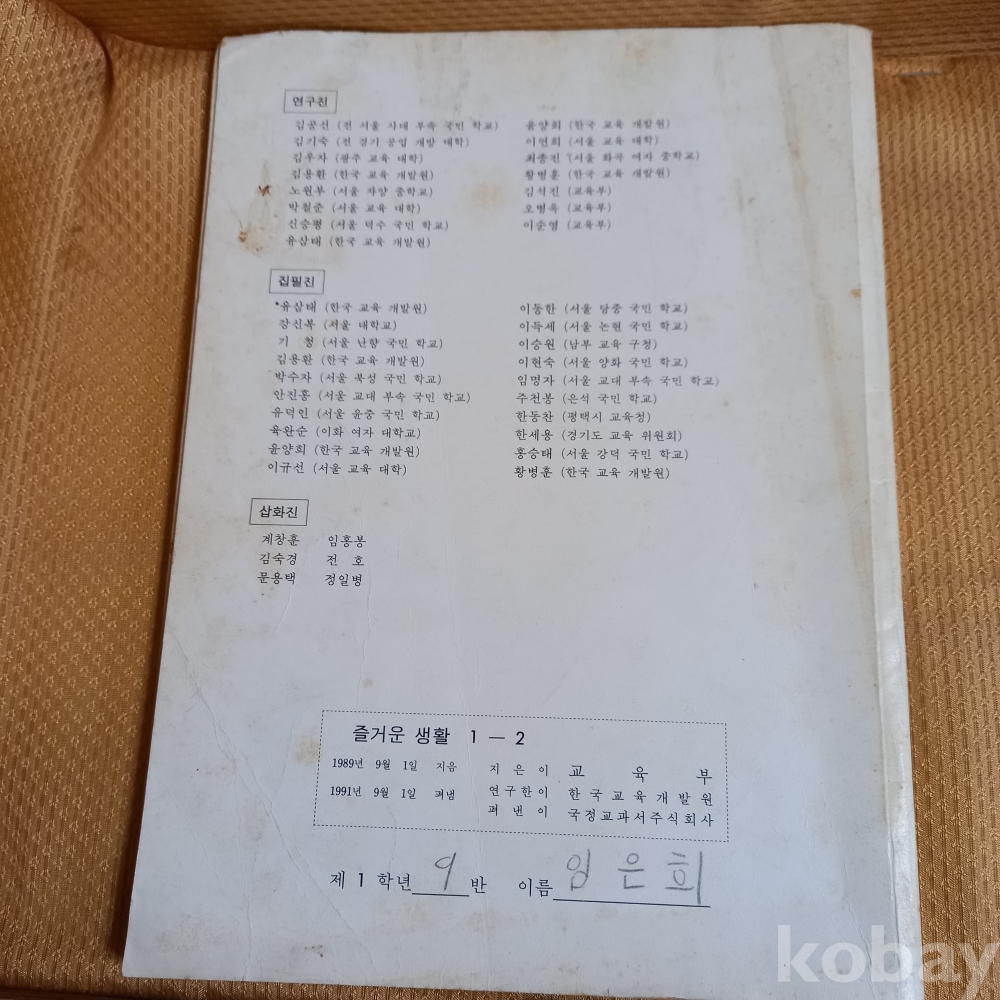 연구진
김공선 (전 서울 사대 부속 국민 학교)
김기숙 (전 경기 공업 개발 대학)
김우자 (광주 교육 대학)
김용환 (한국 교육 개발원)
노원부 (서울 자양 중학교)
박철준 (서울 교육 대학)
신승평 (서울 덕수 국민 학교)
유삼태 (한국 교육 개발원)
윤양희 (한국 교육 개발원)
이연희 (서울 교육 대학)
최종진 (서울 화곡 여자 중학교)
황병훈 (한국 교육 개발원)
김석진 (교육부)
오병욱 (교육부)
이순영 (교육부)
집필진
*유삼태 (한국 교육 개발원)
강신복 (서울 대학교)
기 청 (서울 난향 국민 학교)
김용환 (한국 교육 개발원)
박수자 (서울 북성 국민 학교)
안진흥 (서울 교대 부속 국민 학교)
유덕인 (서울 윤중 국민 학교)
육완순 (이화 여자 대학교)
윤양희 (한국 교육 개발원)
이규선 (서울 교육 대학)
이동한 (서울 당중 국민 학교)
이득세 (서울 논현 국민 학교)
이승원 (남부 교육 구청)
이현숙 (서울 양화 국민 학교)
임명자 (서울 교대 부속 국민 학교)
주천봉 (은석 국민 학교)
한동찬 (평택시 교육청)
한세용 (경기도 교육 위원회)
홍승태 (서울 강덕 국민 학교)
황병훈 (한국 교육 개발원)
삽화진
계창훈 임홍봉
김숙경 전 호
문용택 정일병
즐거운 생활 1 — 2
1989년 9월 1일 지음 지은이 교육부
1991년 9월 1일 펴냄 연구한이 한국교육개발원
펴낸이 국정교과서주식회사
제 1 학년 9 반 이름 임은희
kobay